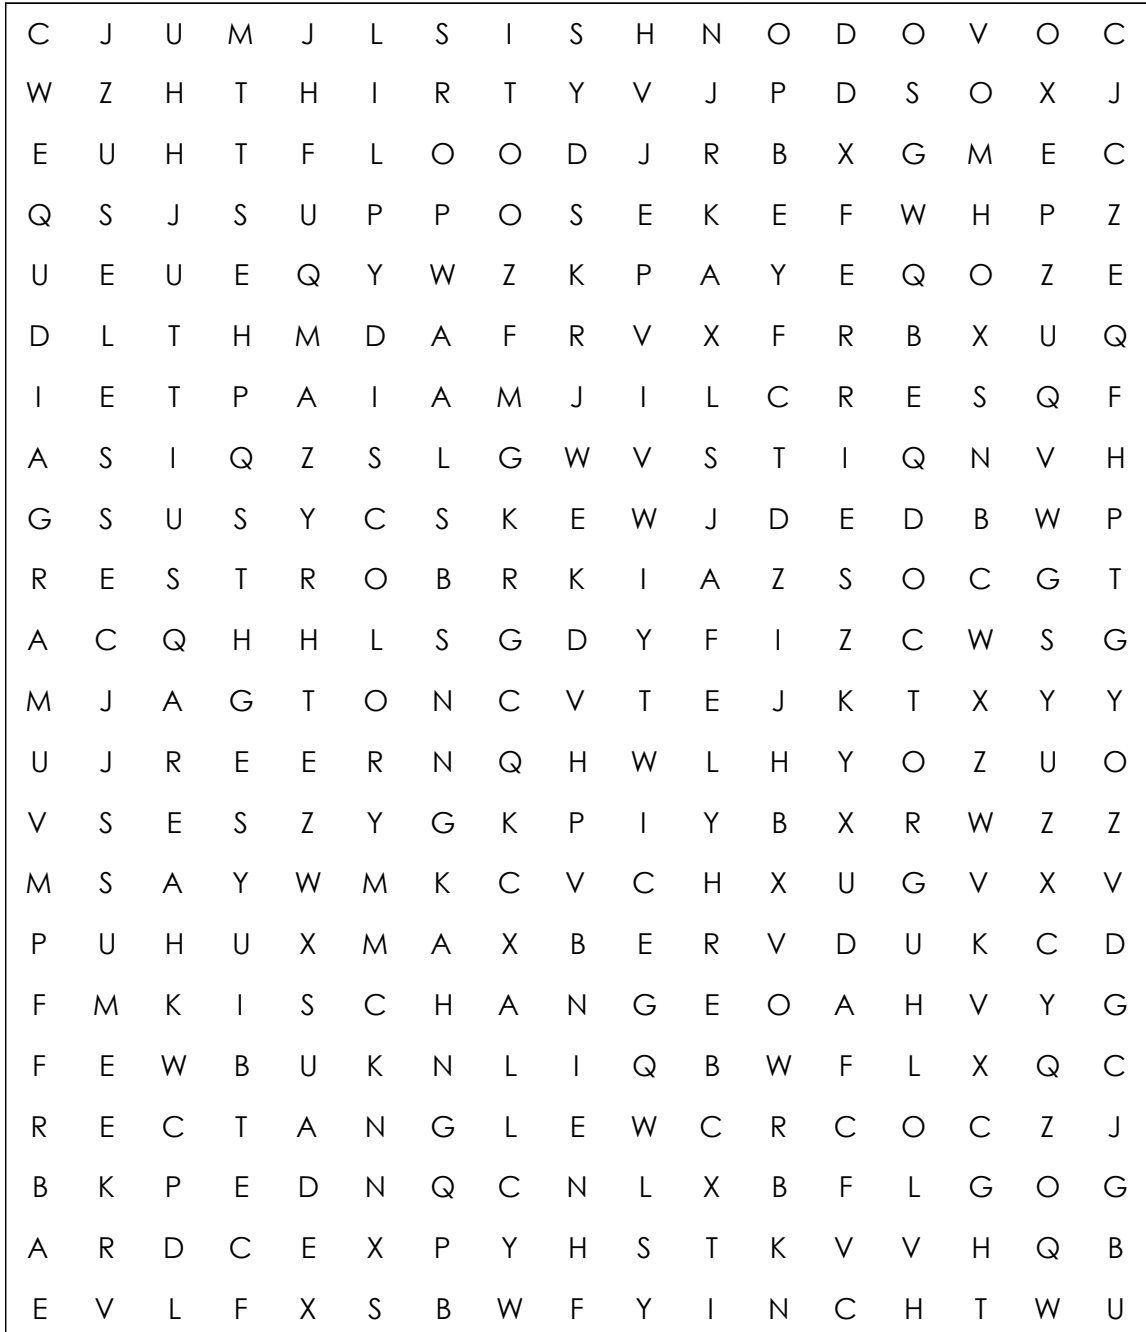 C J U M J L S I S H N O D O V O C
W Z H T H I R T Y V J P D S O X J
E U H T F L O O D J R B X G M E C
Q S J S U P P O S E K E F W H P Z
U E U E Q Y W Z K P A Y E Q O Z E
D L T H M D A F R V X F R B X U Q
I E T P A I A M J I L C R E S Q F
A S I Q Z S L G W V S T I Q N V H
G S U S Y C S K E W J D E D B W P
R E S T R O B R K I A Z S O C G T
A C Q H H L S G D Y F I Z C W S G
M J A G T O N C V T E J K T X Y Y
U J R E E R N Q H W L H Y O Z U O
V S E S Z Y G K P I Y B X R W Z Z
M S A Y W M K C V C H X U G V X V
P U H U X M A X B E R V D U K C D
F M K I S C H A N G E O A H V Y G
F E W B U K N L I Q B W F L X Q C
R E C T A N G L E W C R C O C Z J
B K P E D N Q C N L X B F L G O G
A R D C E X P Y H S T K V V H Q B
E V L F X S B W F Y I N C H T W U